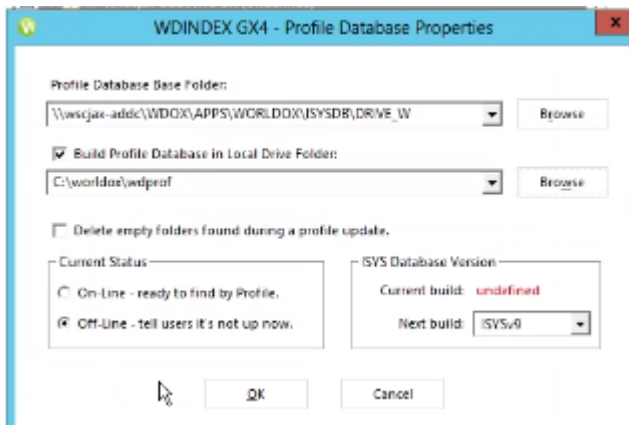 WDINDEX GX4 - Profile Database Properties
Profile Database Base Folder:
\\wscjax-addc\WDOX\APPS\WORLDOX\ISYSDB\DRIVE_W
Browse
Build Profile Database in Local Drive Folder:
C:\worldox\wdprof
Browse
Delete empty folders found during a profile update.
Current Status
On-Line - ready to find by Profile.
Off-Line - tell users it's not up now.
ISYS Database Version
Current build: undefined
Next build: ISYSv9
OK
Cancel